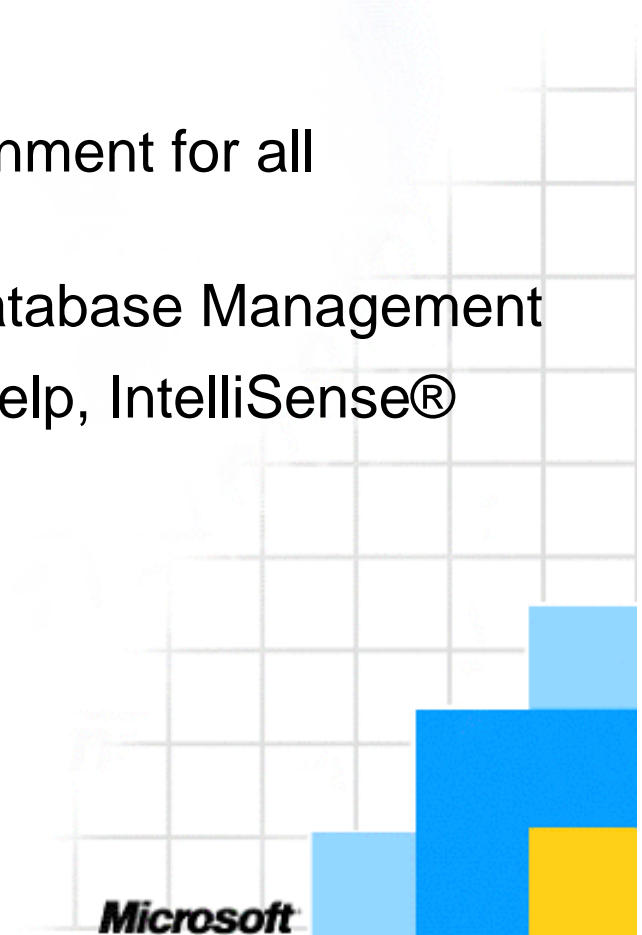 nment for all
atabase Management
elp, IntelliSense®
Microsoft